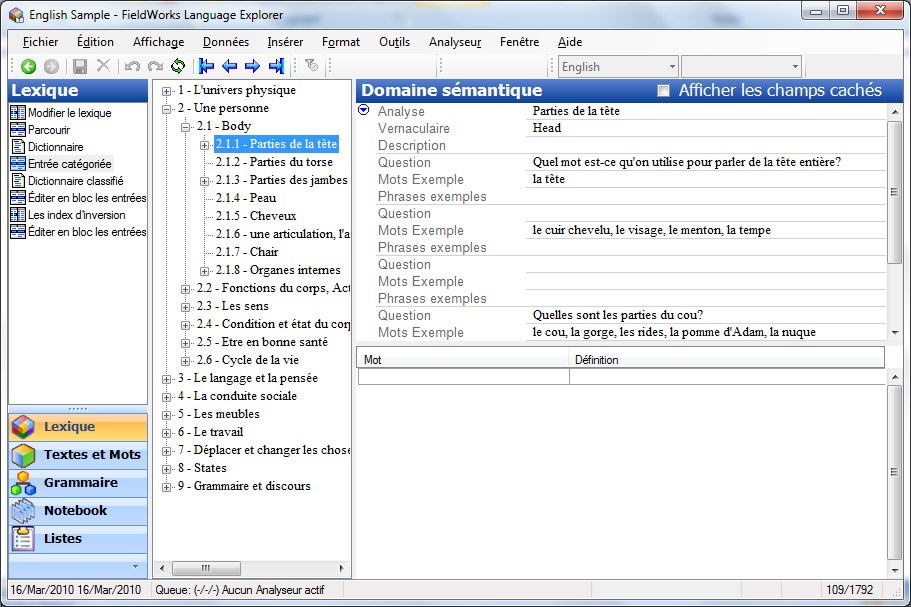 English Sample - FieldWorks Language Explorer
Fichier Édition Affichage Données Insérer Format Outils Analyseur Fenêtre Aide
English
Lexique
Modifier le lexique
Parcourir
Dictionnaire
Entrée catégoriée
Dictionnaire classifié
Éditer en bloc les entrées
Les index d'inversion
Éditer en bloc les entrées
Lexique
Textes et Mots
Grammaire
Notebook
Listes
1 - L'univers physique
2 - Une personne
2.1 - Body
2.1.1 - Parties de la tête
2.1.2 - Parties du torse
2.1.3 - Parties des jambes
2.1.4 - Peau
2.1.5 - Cheveux
2.1.6 - une articulation, l'a
2.1.7 - Chair
2.1.8 - Organes internes
2.2 - Fonctions du corps, Act
2.3 - Les sens
2.4 - Condition et état du corp
2.5 - Etre en bonne santé
2.6 - Cycle de la vie
3 - Le langage et la pensée
4 - La conduite sociale
5 - Les meubles
6 - Le travail
7 - Déplacer et changer les chose
8 - States
9 - Grammaire et discours
Domaine sémantique Afficher les champs cachés
Analyse Parties de la tête
Vernaculaire Head
Description
Question Quel mot est-ce qu'on utilise pour parler de la tête entière?
Mots Exemple la tête
Phrases exemples
Question
Mots Exemple le cuir chevelu, le visage, le menton, la tempe
Phrases exemples
Question
Mots Exemple
Phrases exemples
Question Quelles sont les parties du cou?
Mots Exemple le cou, la gorge, les rides, la pomme d'Adam, la nuque
Mot Définition
16/Mar/2010 16/Mar/2010 Queue: (-/-/-) Aucun Analyseur actif 109/1792